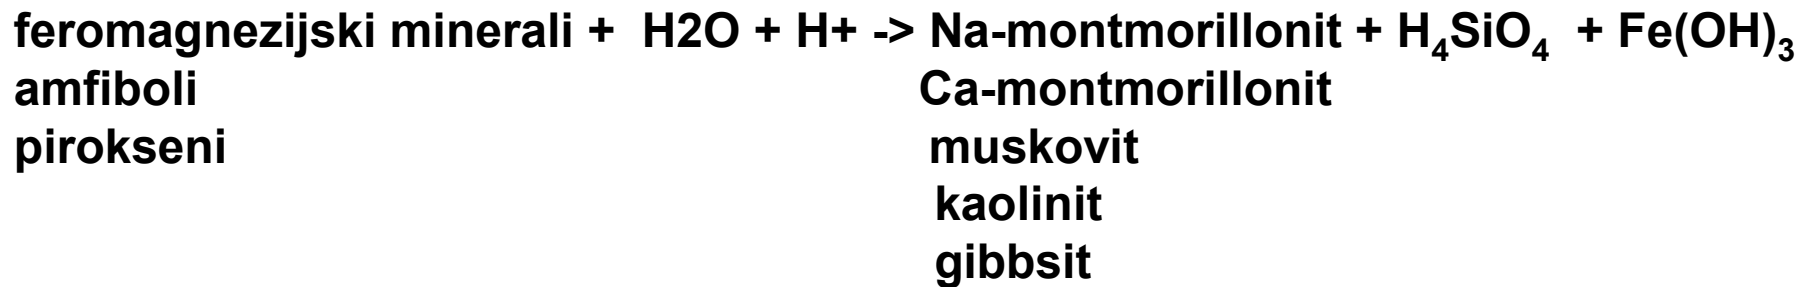 feromagnezijski minerali + H2O + H+ -> Na-montmorillonit + H₄SiO₄ + Fe(OH)₃
amfiboli Ca-montmorillonit
pirokseni muskovit
kaolinit
gibbsit